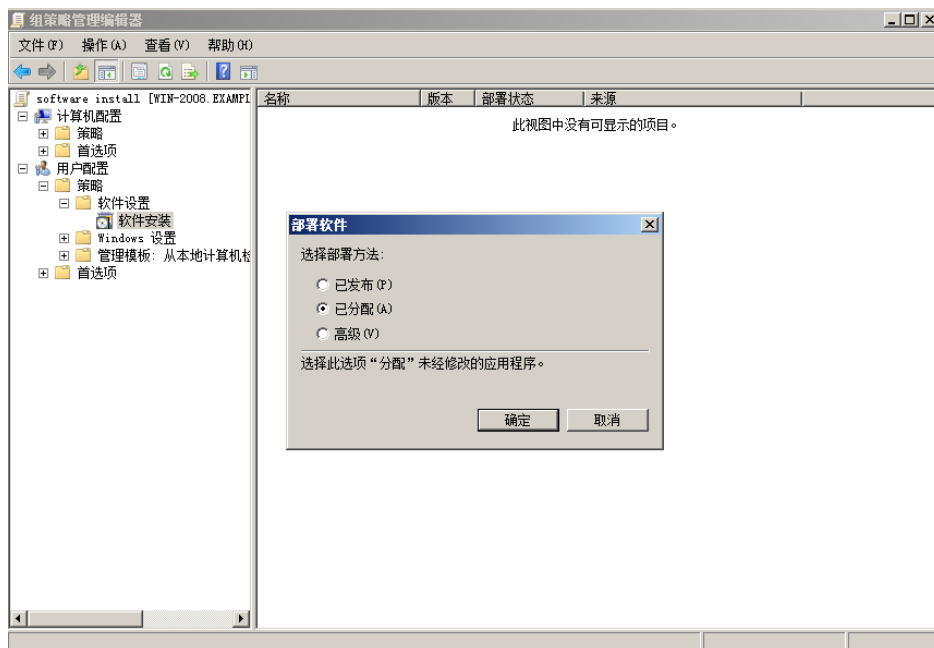 组策略管理编辑器
文件(F) 操作(A) 查看(V) 帮助(H)
software install [WIN-2008.EXAMPL
名称 版本 部署状态 来源
此视图中没有可显示的项目。
计算机配置
策略
首选项
用户配置
策略
软件设置
软件安装
Windows 设置
管理模板: 从本地计算机检
首选项
部署软件
选择部署方法:
已发布(P)
已分配(A)
高级(V)
选择此选项“分配”未经修改的应用程序。
确定 取消